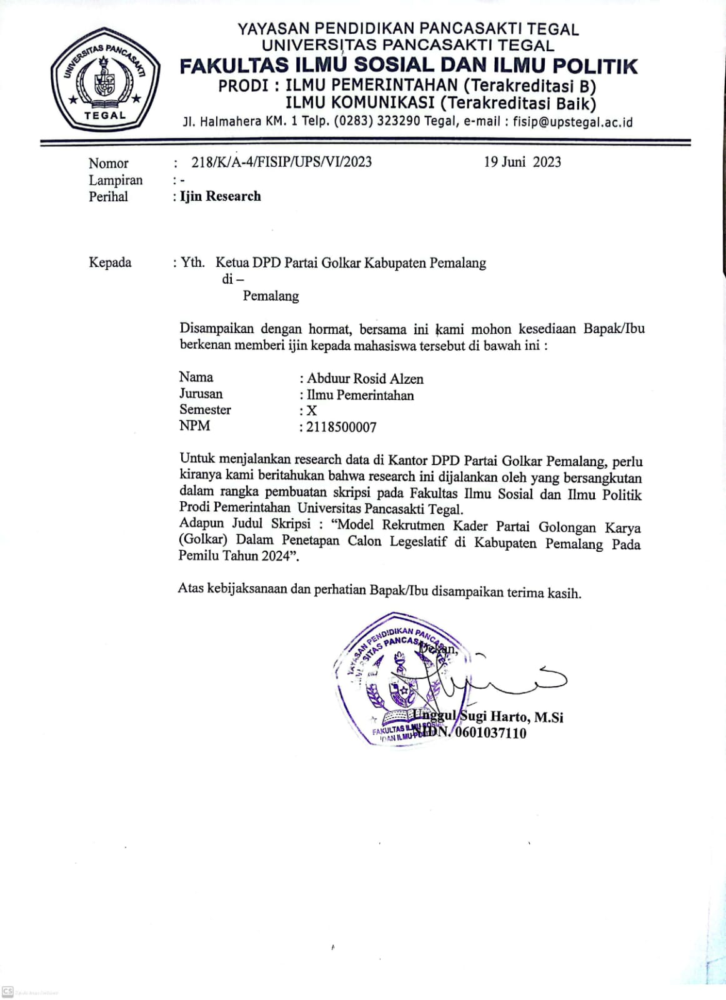 YAYASAN PENDIDIKAN PANCASAKTI TEGAL
UNIVERSITAS PANCASAKTI TEGAL
FAKULTAS ILMU SOSIAL DAN ILMU POLITIK
PRODI : ILMU PEMERINTAHAN (Terakreditasi B)
ILMU KOMUNIKASI (Terakreditasi Baik)
Jl. Halmahera KM. 1 Telp. (0283) 323290 Tegal, e-mail : fisip@upstegal.ac.id
UNIVERSITAS PANCASAKTI
TEGAL
Nomor : 218/K/A-4/FISIP/UPS/VI/2023 19 Juni 2023
Lampiran : -
Perihal : Ijin Research
Kepada : Yth. Ketua DPD Partai Golkar Kabupaten Pemalang
di –
Pemalang
Disampaikan dengan hormat, bersama ini kami mohon kesediaan Bapak/Ibu
berkenan memberi ijin kepada mahasiswa tersebut di bawah ini :
Nama : Abduur Rosid Alzen
Jurusan : Ilmu Pemerintahan
Semester : X
NPM : 2118500007
Untuk menjalankan research data di Kantor DPD Partai Golkar Pemalang, perlu
kiranya kami beritahukan bahwa research ini dijalankan oleh yang bersangkutan
dalam rangka pembuatan skripsi pada Fakultas Ilmu Sosial dan Ilmu Politik
Prodi Pemerintahan Universitas Pancasakti Tegal.
Adapun Judul Skripsi : “Model Rekrutmen Kader Partai Golongan Karya
(Golkar) Dalam Penetapan Calon Legeslatif di Kabupaten Pemalang Pada
Pemilu Tahun 2024”.
Atas kebijaksanaan dan perhatian Bapak/Ibu disampaikan terima kasih.
Dekan,
YAYASAN PENDIDIKAN PANCASAKTI
UNIVERSITAS PANCASAKTI TEGAL
FAKULTAS ILMU SOSIAL
DAN ILMU POLITIK
Unggul Sugi Harto, M.Si
NIDN. 0601037110
CS